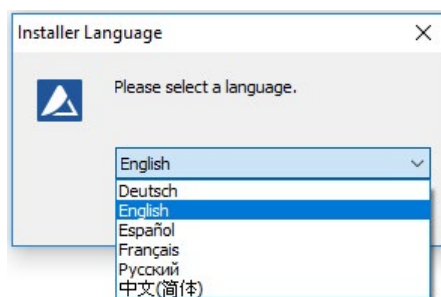 Installer Language
Please select a language.
English
Deutsch
English
Español
Français
Русский
中文(简体)